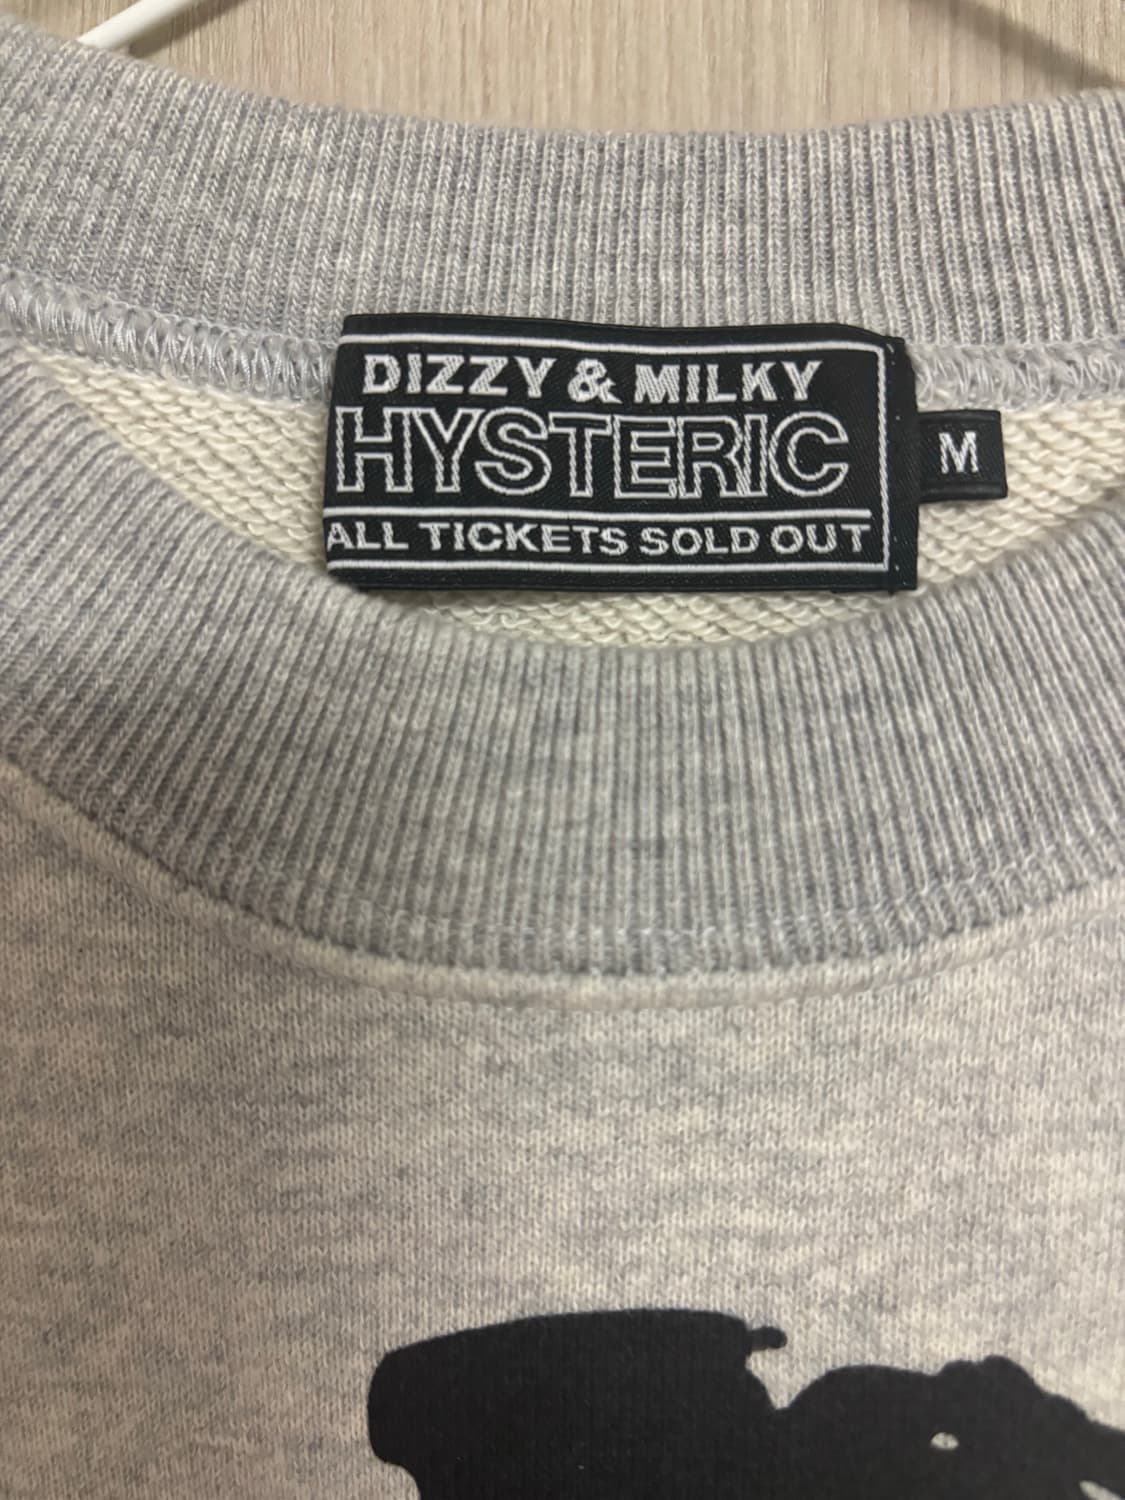 DIZZY & MILKY
HYSTERIC
ALL TICKETS SOLD OUT
M